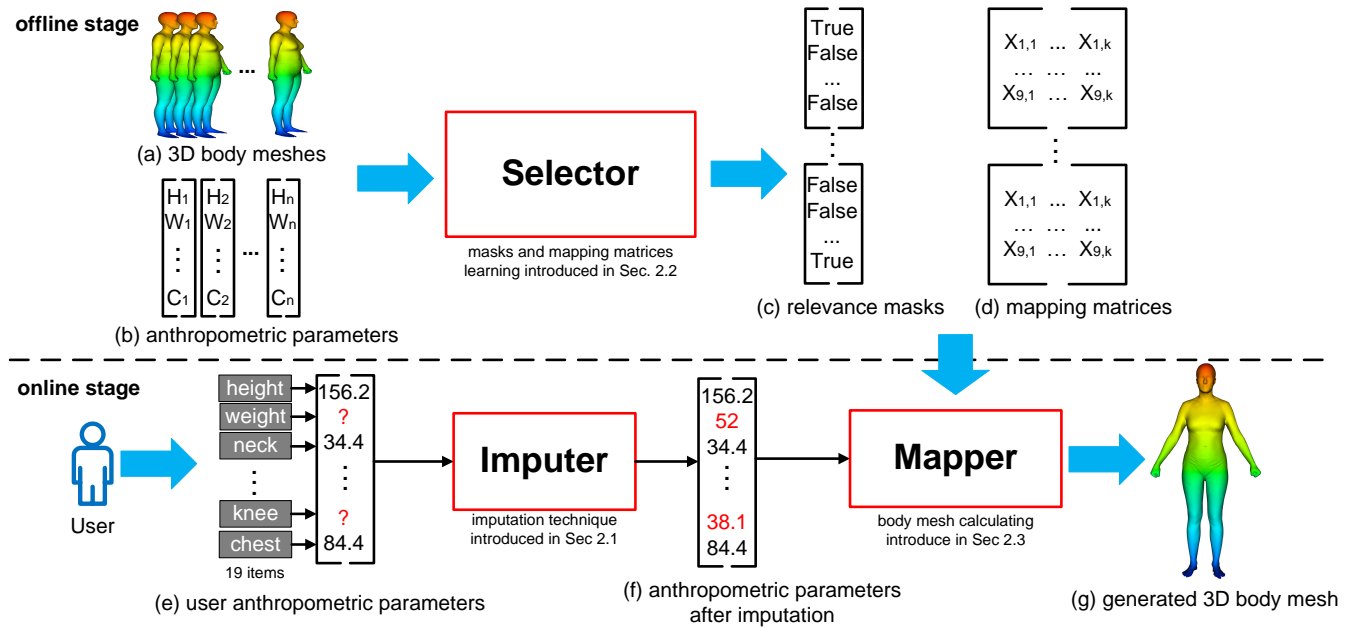 offline stage
...
(a) 3D body meshes
H1 H2 Hn
W1 W2 ... Wn
⋮ ⋮ ⋮
C1 C2 Cn
(b) anthropometric parameters
Selector
masks and mapping matrices
learning introduced in Sec. 2.2
True
False
...
False
⋮
False
False
...
True
(c) relevance masks
X1,1 ... X1,k
... ... ...
X9,1 ... X9,k
⋮
X1,1 ... X1,k
... ... ...
X9,1 ... X9,k
(d) mapping matrices
online stage
User
height 156.2
weight ?
neck 34.4
⋮ ⋮
knee ?
chest 84.4
19 items
(e) user anthropometric parameters
Imputer
imputation technique
introduced in Sec 2.1
156.2
52
34.4
⋮
38.1
84.4
(f) anthropometric parameters
after imputation
Mapper
body mesh calculating
introduce in Sec 2.3
(g) generated 3D body mesh